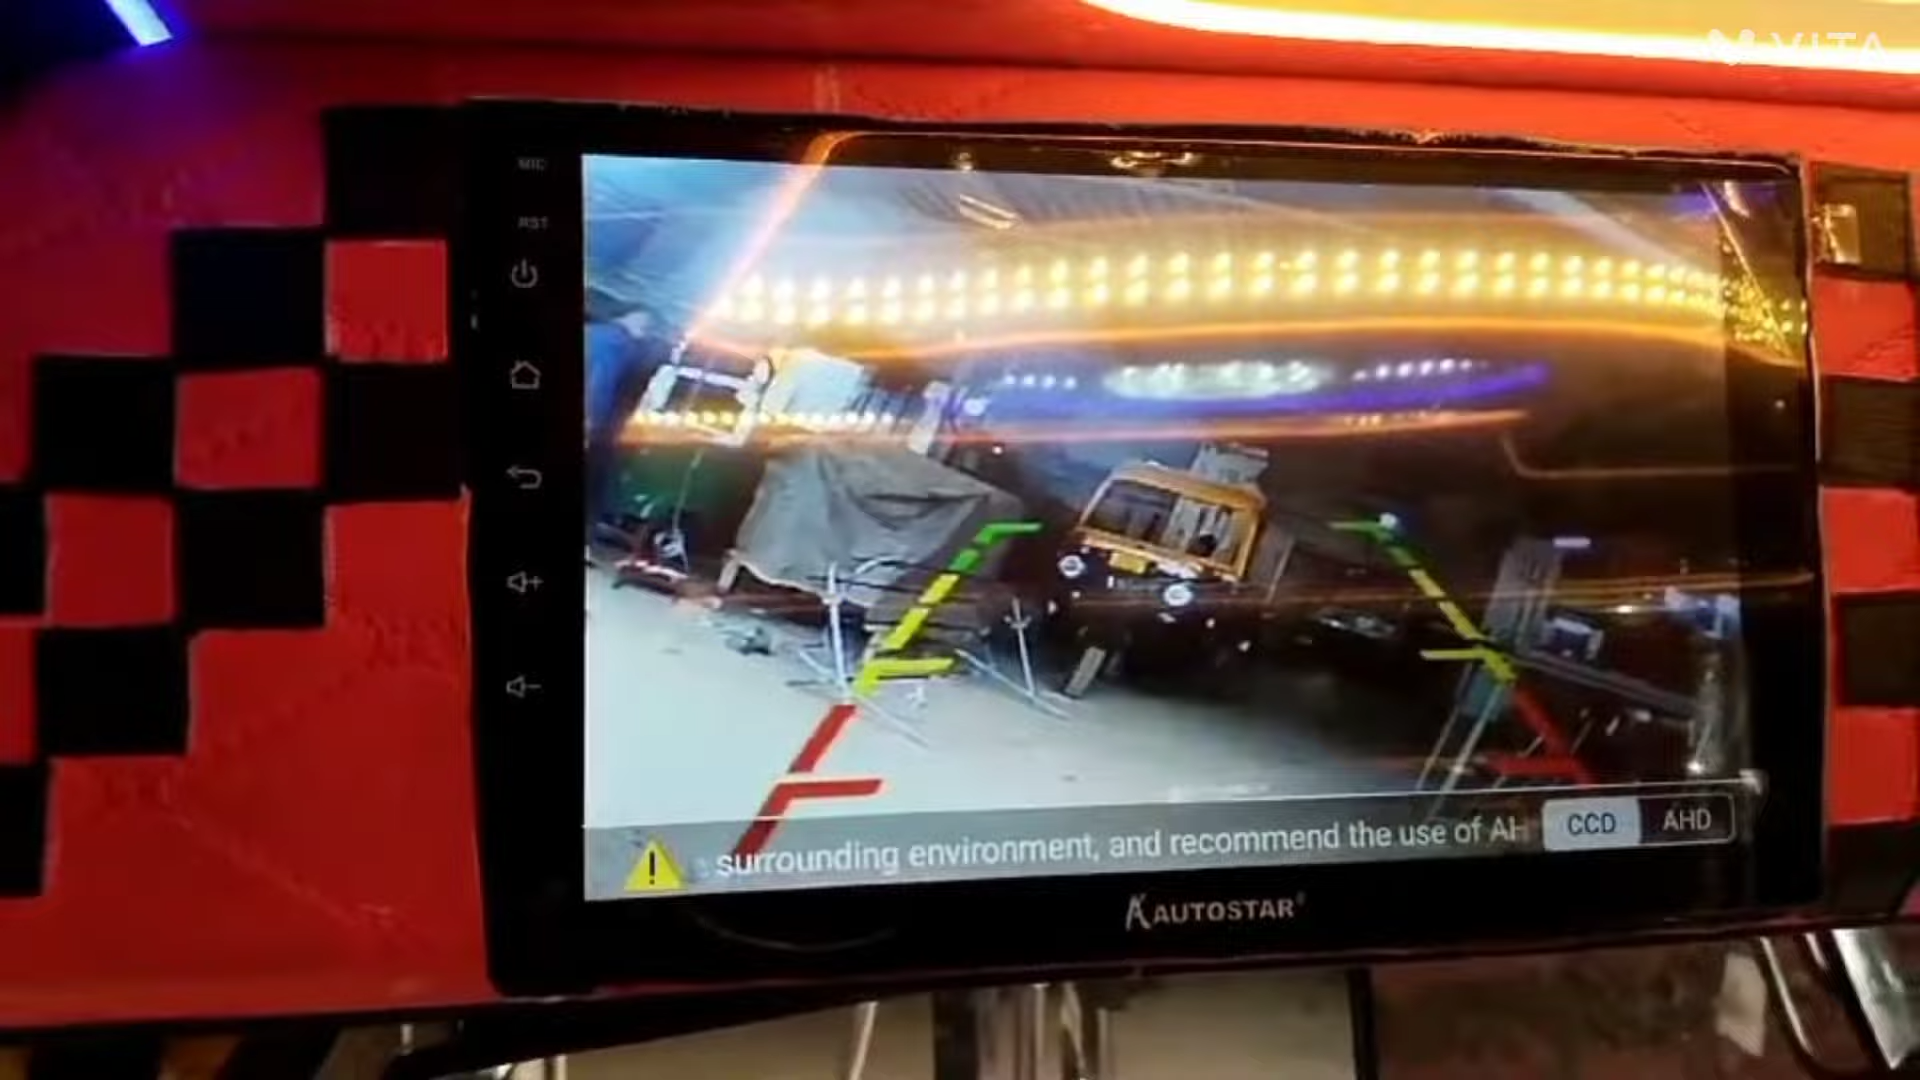 VITA
MIC
RST
surrounding environment, and recommend the use of AH
CCD
AHD
AUTOSTAR